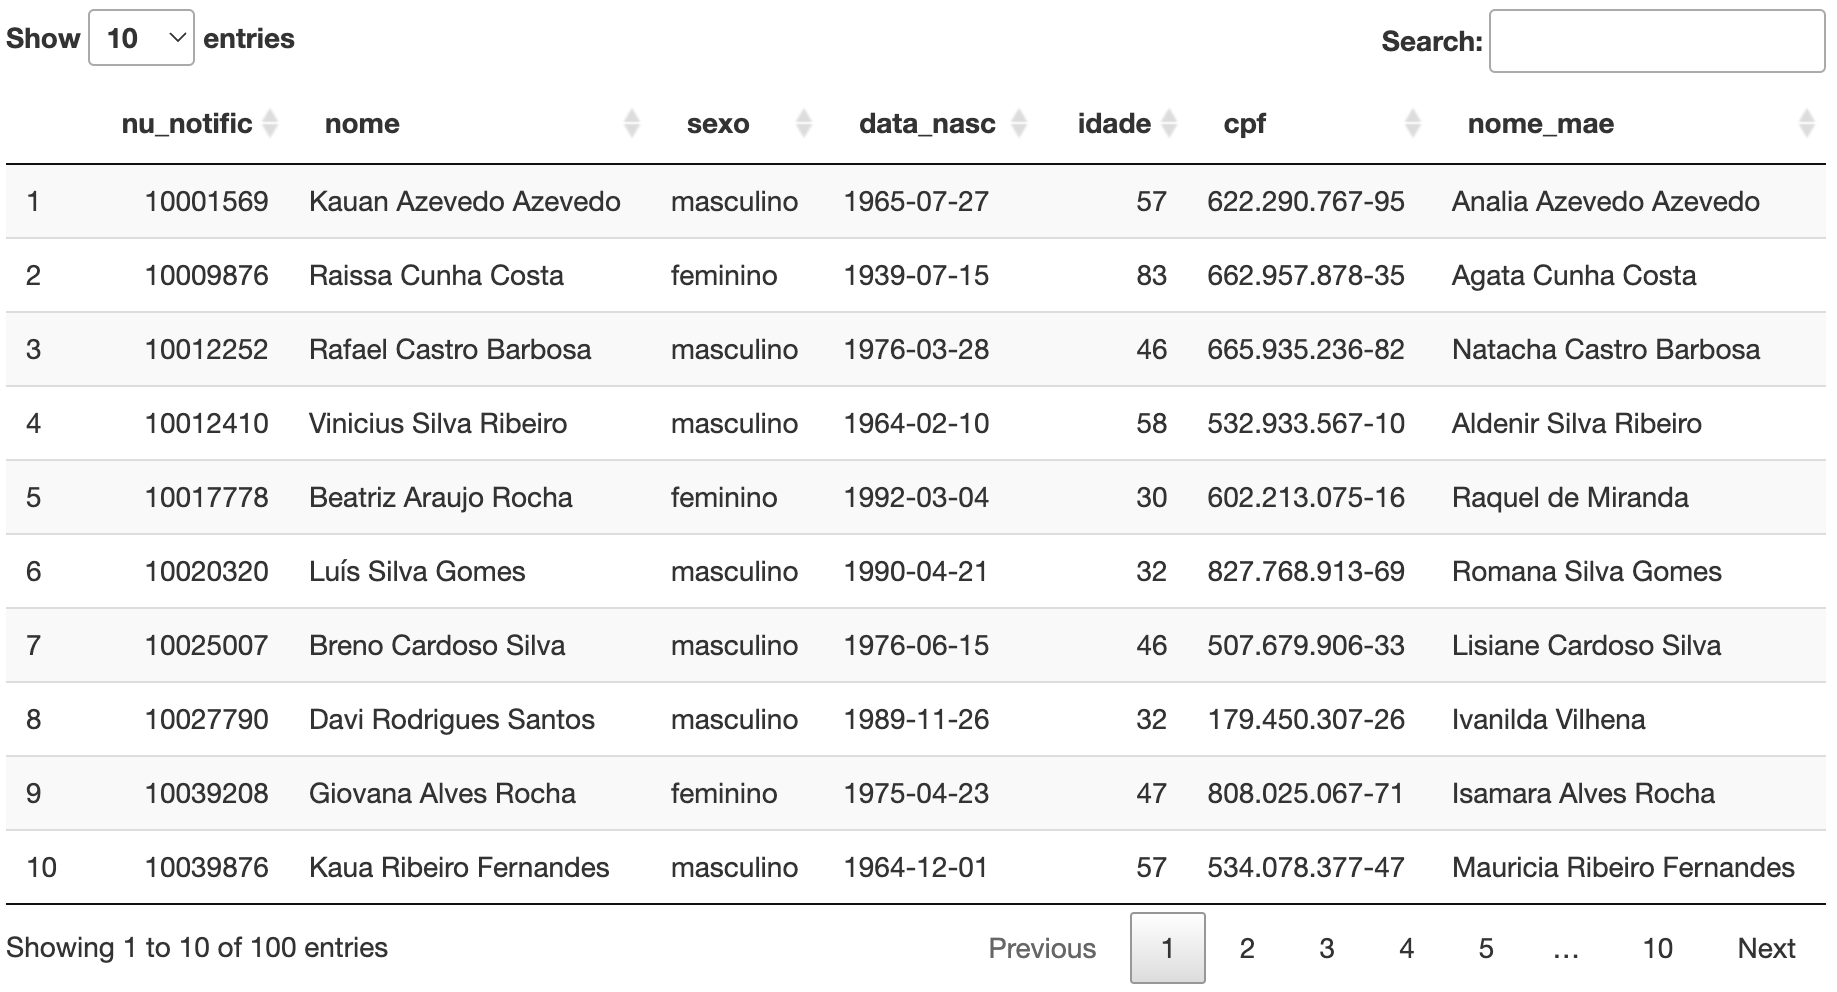 Show 10 entries Search:
nu_notific nome sexo data_nasc idade cpf nome_mae
1 10001569 Kauan Azevedo Azevedo masculino 1965-07-27 57 622.290.767-95 Analia Azevedo Azevedo
2 10009876 Raissa Cunha Costa feminino 1939-07-15 83 662.957.878-35 Agata Cunha Costa
3 10012252 Rafael Castro Barbosa masculino 1976-03-28 46 665.935.236-82 Natacha Castro Barbosa
4 10012410 Vinicius Silva Ribeiro masculino 1964-02-10 58 532.933.567-10 Aldenir Silva Ribeiro
5 10017778 Beatriz Araujo Rocha feminino 1992-03-04 30 602.213.075-16 Raquel de Miranda
6 10020320 Luís Silva Gomes masculino 1990-04-21 32 827.768.913-69 Romana Silva Gomes
7 10025007 Breno Cardoso Silva masculino 1976-06-15 46 507.679.906-33 Lisiane Cardoso Silva
8 10027790 Davi Rodrigues Santos masculino 1989-11-26 32 179.450.307-26 Ivanilda Vilhena
9 10039208 Giovana Alves Rocha feminino 1975-04-23 47 808.025.067-71 Isamara Alves Rocha
10 10039876 Kaua Ribeiro Fernandes masculino 1964-12-01 57 534.078.377-47 Mauricia Ribeiro Fernandes
Showing 1 to 10 of 100 entries Previous 1 2 3 4 5 … 10 Next